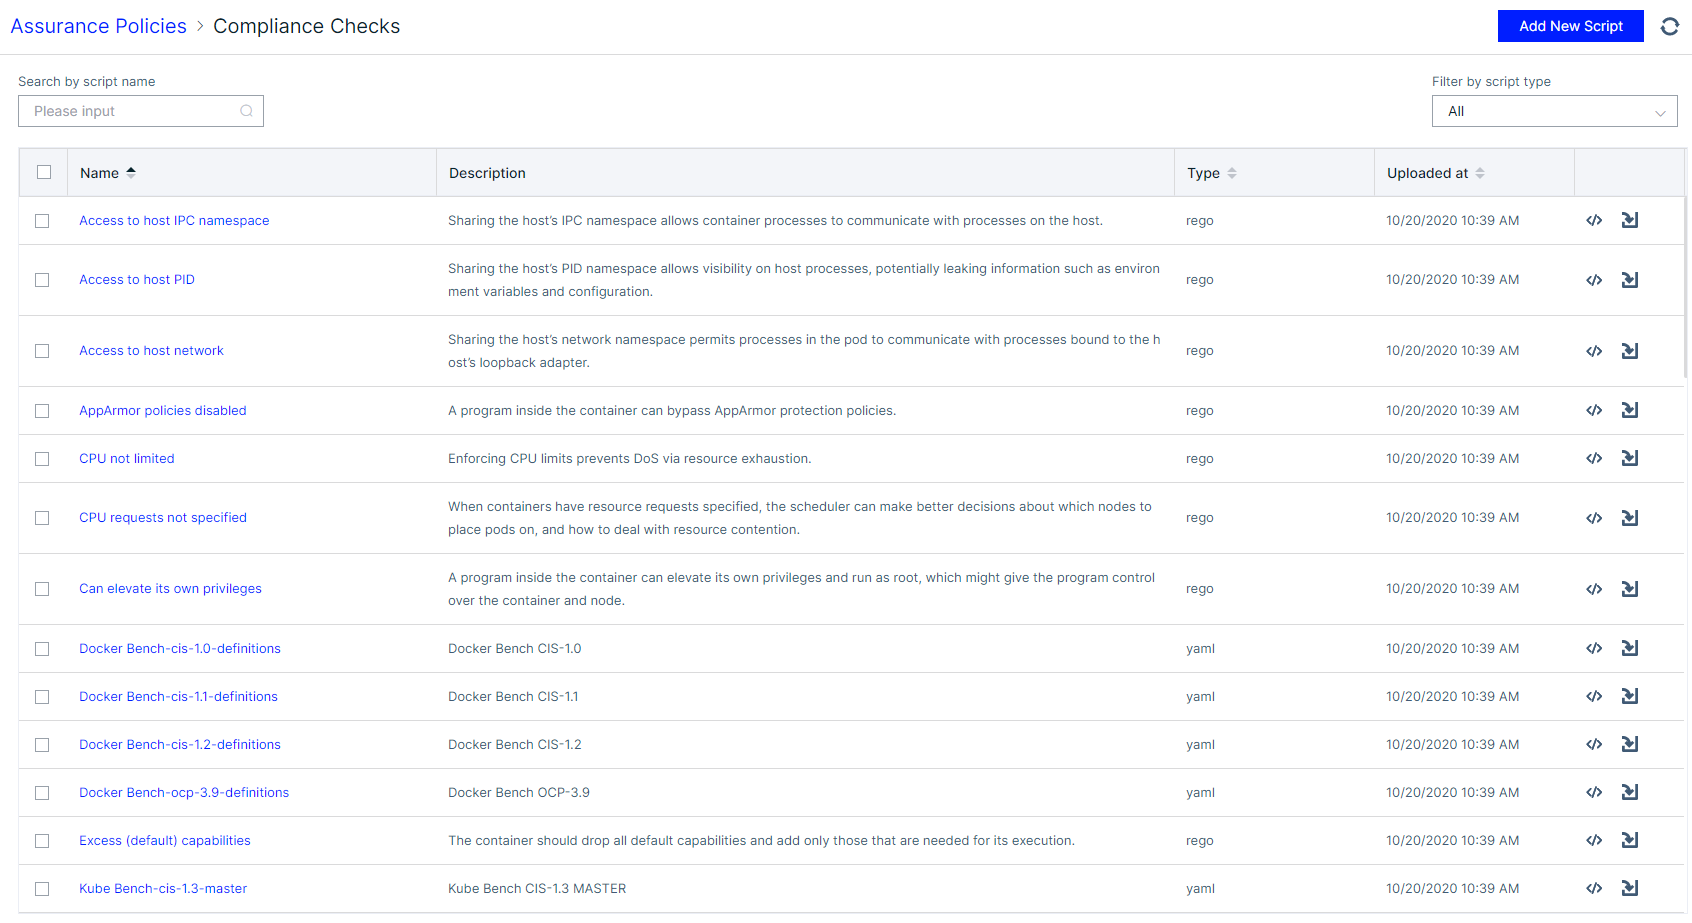 Assurance Policies > Compliance Checks
Add New Script
Search by script name
Filter by script type
Please input
All
Name Description Type Uploaded at
Access to host IPC namespace Sharing the host’s IPC namespace allows container processes to communicate with processes on the host. rego 10/20/2020 10:39 AM </>
Access to host PID Sharing the host’s PID namespace allows visibility on host processes, potentially leaking information such as environ
ment variables and configuration. rego 10/20/2020 10:39 AM </>
Access to host network Sharing the host’s network namespace permits processes in the pod to communicate with processes bound to the h
ost’s loopback adapter. rego 10/20/2020 10:39 AM </>
AppArmor policies disabled A program inside the container can bypass AppArmor protection policies. rego 10/20/2020 10:39 AM </>
CPU not limited Enforcing CPU limits prevents DoS via resource exhaustion. rego 10/20/2020 10:39 AM </>
CPU requests not specified When containers have resource requests specified, the scheduler can make better decisions about which nodes to
place pods on, and how to deal with resource contention. rego 10/20/2020 10:39 AM </>
Can elevate its own privileges A program inside the container can elevate its own privileges and run as root, which might give the program control
over the container and node. rego 10/20/2020 10:39 AM </>
Docker Bench-cis-1.0-definitions Docker Bench CIS-1.0 yaml 10/20/2020 10:39 AM </>
Docker Bench-cis-1.1-definitions Docker Bench CIS-1.1 yaml 10/20/2020 10:39 AM </>
Docker Bench-cis-1.2-definitions Docker Bench CIS-1.2 yaml 10/20/2020 10:39 AM </>
Docker Bench-ocp-3.9-definitions Docker Bench OCP-3.9 yaml 10/20/2020 10:39 AM </>
Excess (default) capabilities The container should drop all default capabilities and add only those that are needed for its execution. rego 10/20/2020 10:39 AM </>
Kube Bench-cis-1.3-master Kube Bench CIS-1.3 MASTER yaml 10/20/2020 10:39 AM </>